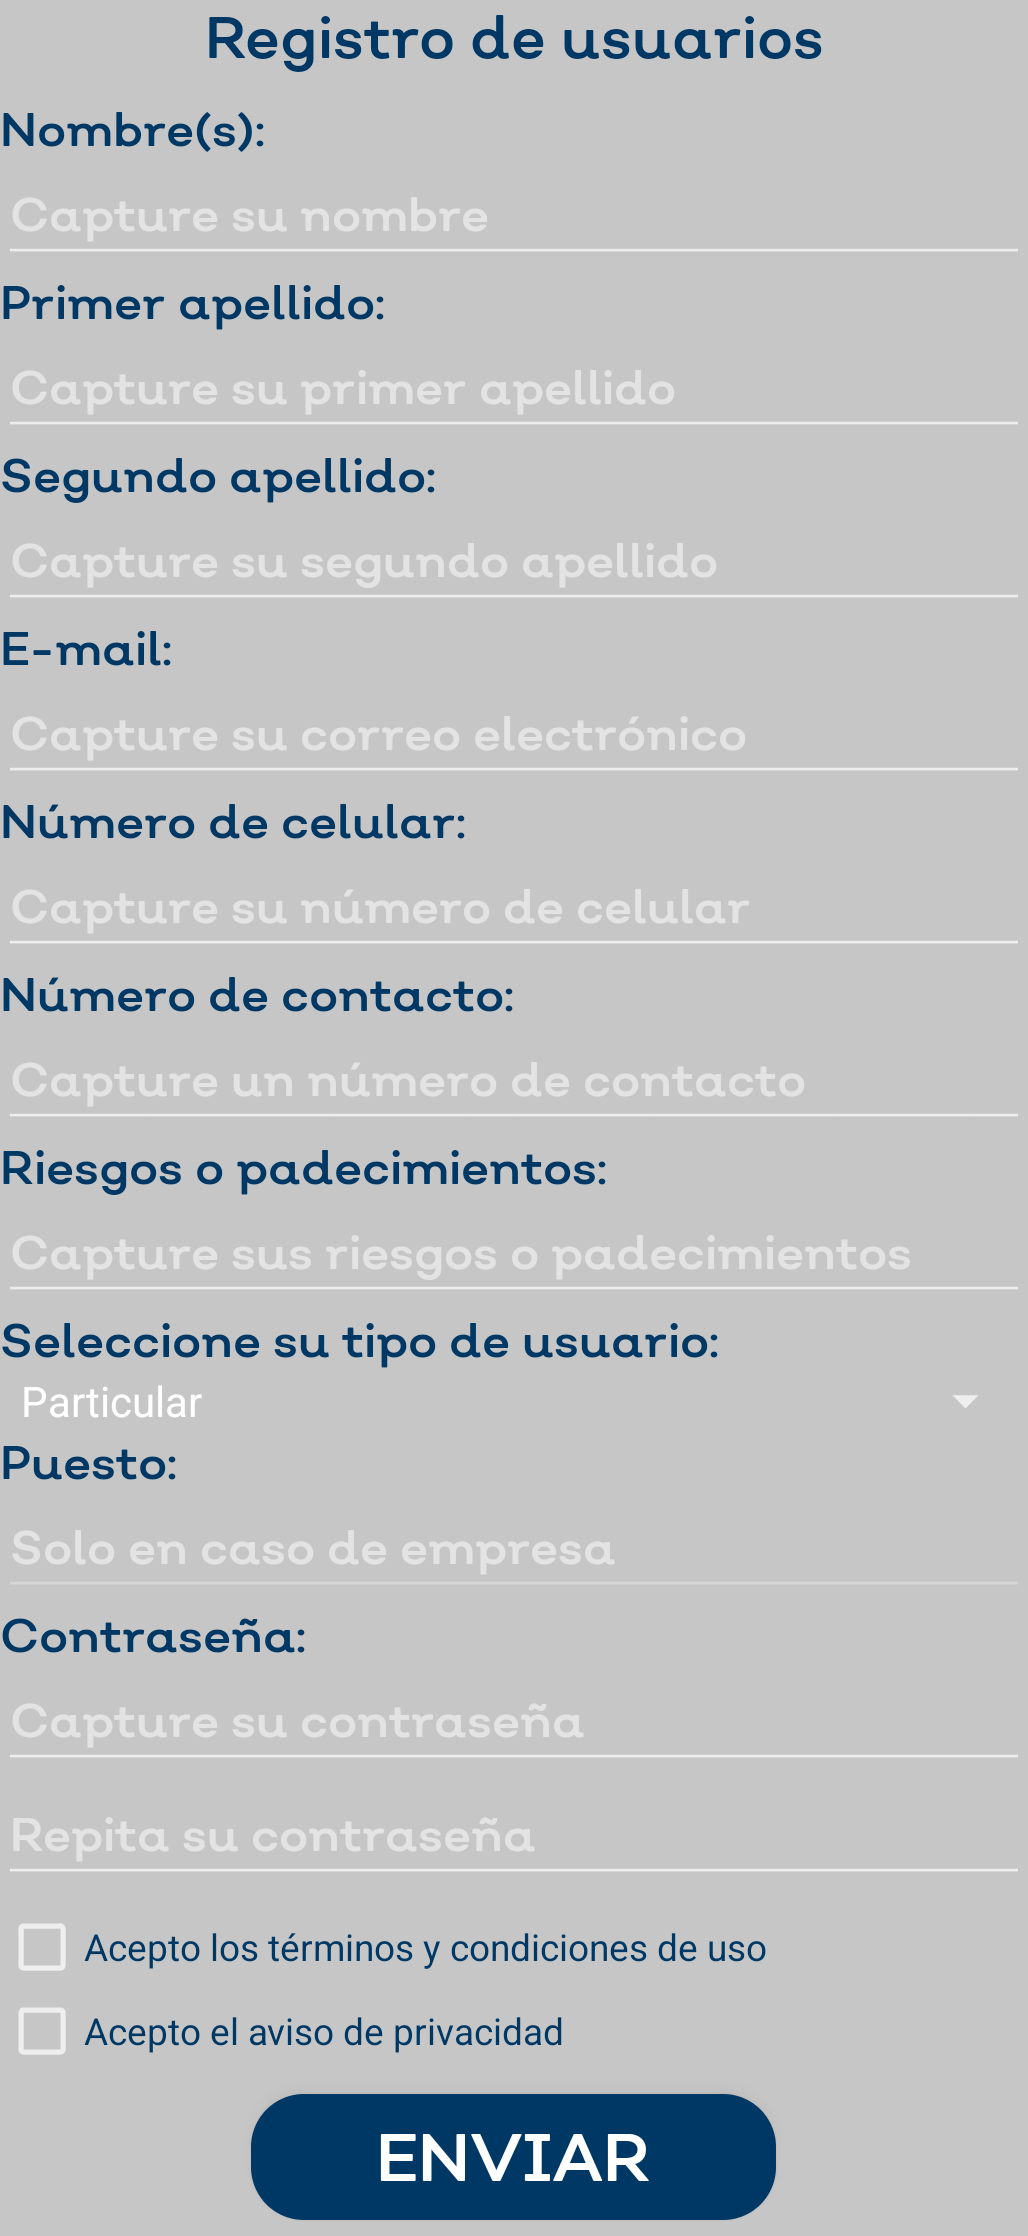 Registro de usuarios
Nombre(s):
Capture su nombre
Primer apellido:
Capture su primer apellido
Segundo apellido:
Capture su segundo apellido
E-mail:
Capture su correo electrónico
Número de celular:
Capture su número de celular
Número de contacto:
Capture un número de contacto
Riesgos o padecimientos:
Capture sus riesgos o padecimientos
Seleccione su tipo de usuario:
Particular
Puesto:
Solo en caso de empresa
Contraseña:
Capture su contraseña
Repita su contraseña
Acepto los términos y condiciones de uso
Acepto el aviso de privacidad
ENVIAR